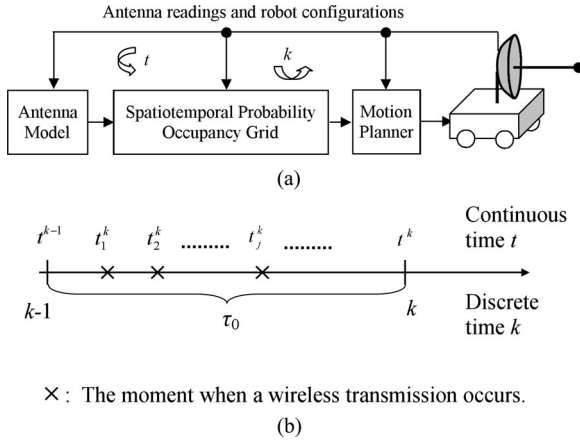 Antenna readings and robot configurations
t
k
Antenna
Model
Spatiotemporal Probability
Occupancy Grid
Motion
Planner
(a)
t^{k-1} t_1^k t_2^k ......... t_j^k ......... t^k
Continuous
time t
k-1 τ_0 k
Discrete
time k
× : The moment when a wireless transmission occurs.
(b)